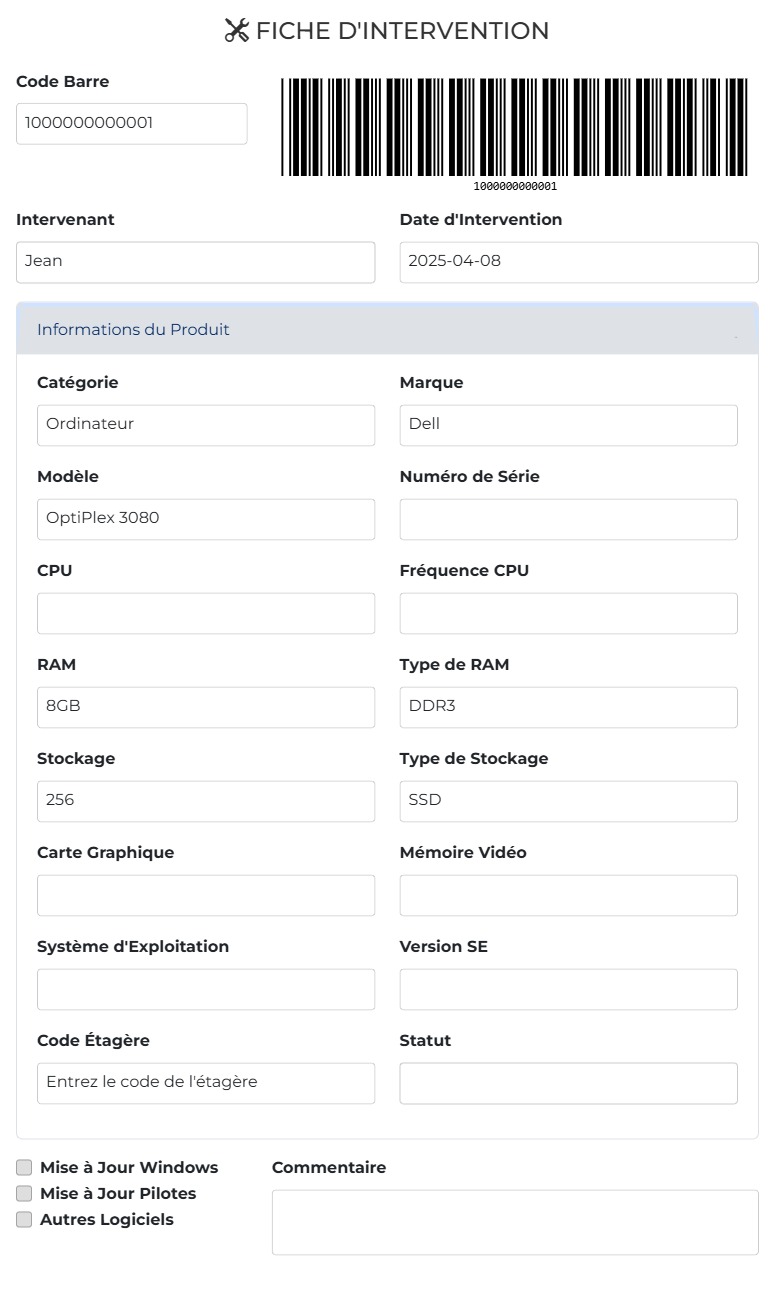 FICHE D'INTERVENTION
Code Barre
1000000000001
1000000000001
Intervenant
Date d'Intervention
Jean
2025-04-08
Informations du Produit
Catégorie
Marque
Ordinateur
Dell
Modèle
Numéro de Série
OptiPlex 3080
CPU
Fréquence CPU
RAM
Type de RAM
8GB
DDR3
Stockage
Type de Stockage
256
SSD
Carte Graphique
Mémoire Vidéo
Système d'Exploitation
Version SE
Code Étagère
Statut
Entrez le code de l'étagère
Mise à Jour Windows
Commentaire
Mise à Jour Pilotes
Autres Logiciels